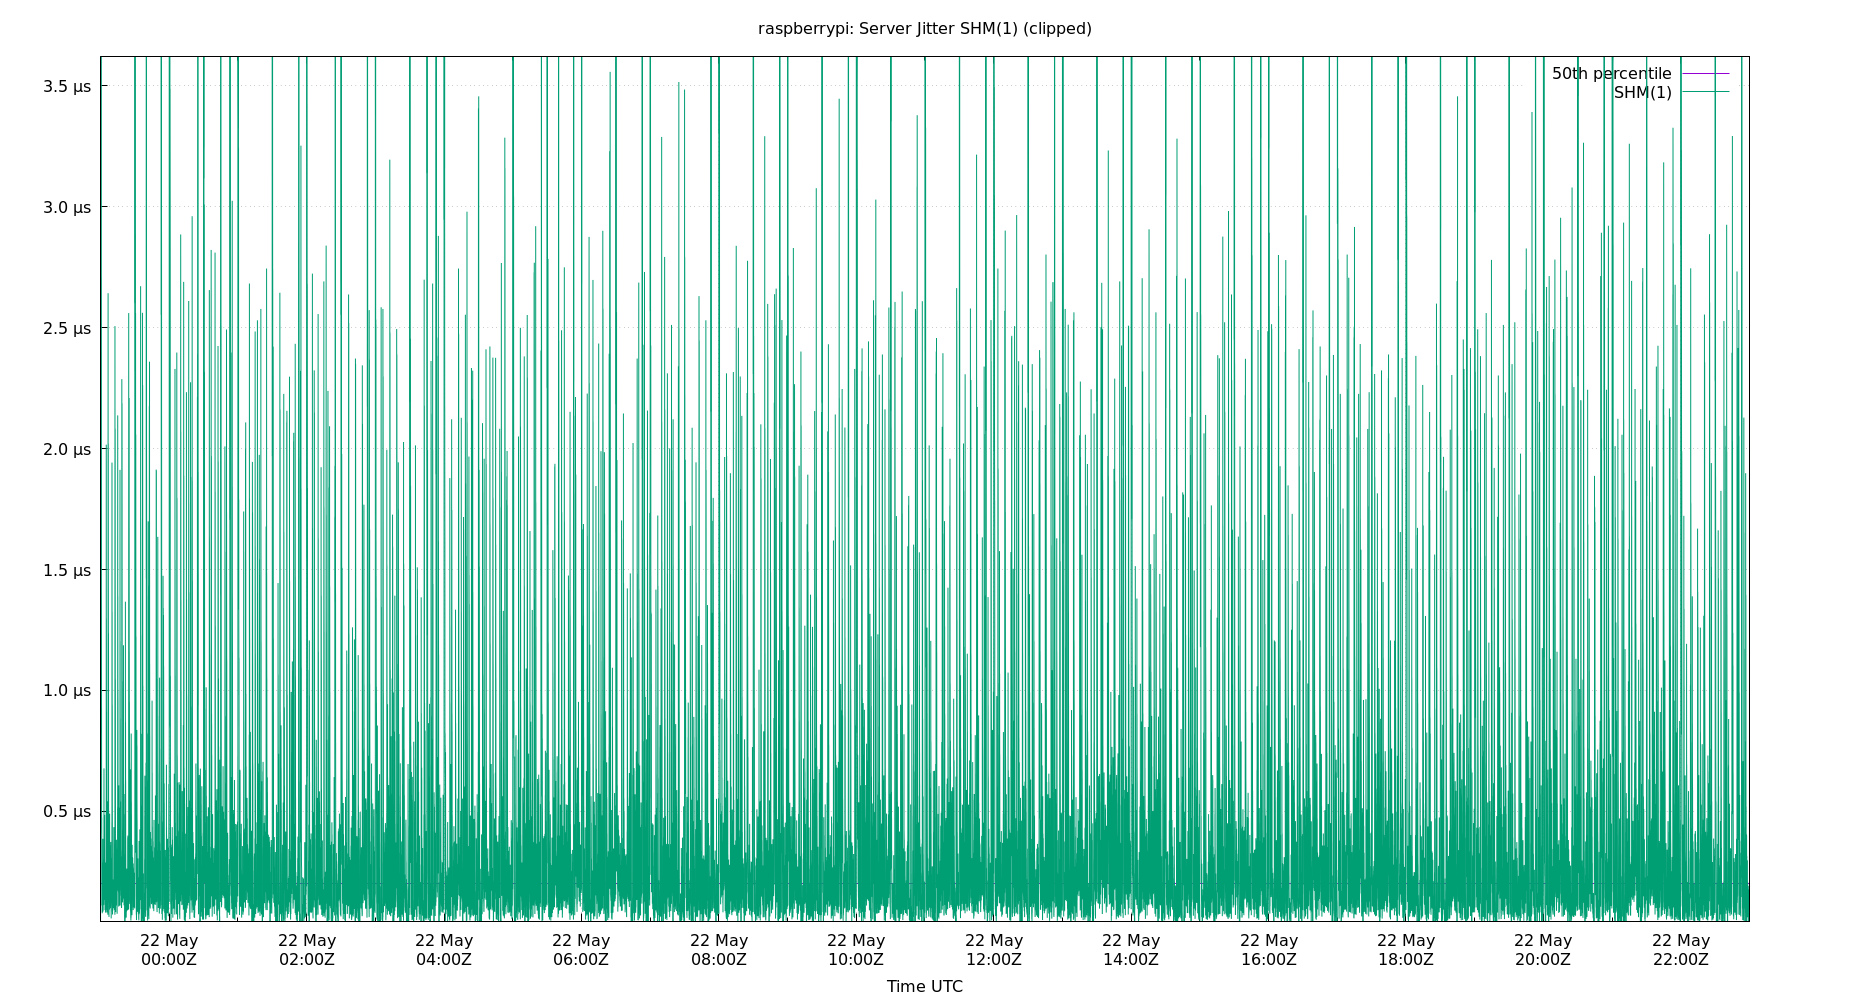 raspberrypi: Server Jitter SHM(1) (clipped)
50th percentile
SHM(1)
3.5 µs
3.0 µs
2.5 µs
2.0 µs
1.5 µs
1.0 µs
0.5 µs
22 May 22 May 22 May 22 May 22 May 22 May 22 May 22 May 22 May 22 May 22 May 22 May
00:00Z 02:00Z 04:00Z 06:00Z 08:00Z 10:00Z 12:00Z 14:00Z 16:00Z 18:00Z 20:00Z 22:00Z
Time UTC